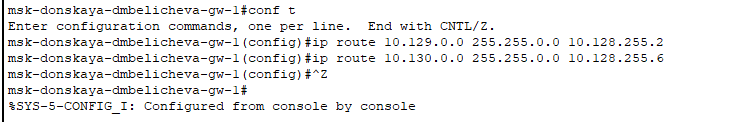 msk-donskaya-dmbelicheva-gw-1#conf t
Enter configuration commands, one per line.  End with CNTL/Z.
msk-donskaya-dmbelicheva-gw-1(config)#ip route 10.129.0.0 255.255.0.0 10.128.255.2
msk-donskaya-dmbelicheva-gw-1(config)#ip route 10.130.0.0 255.255.0.0 10.128.255.6
msk-donskaya-dmbelicheva-gw-1(config)#^Z
msk-donskaya-dmbelicheva-gw-1#
%SYS-5-CONFIG_I: Configured from console by console